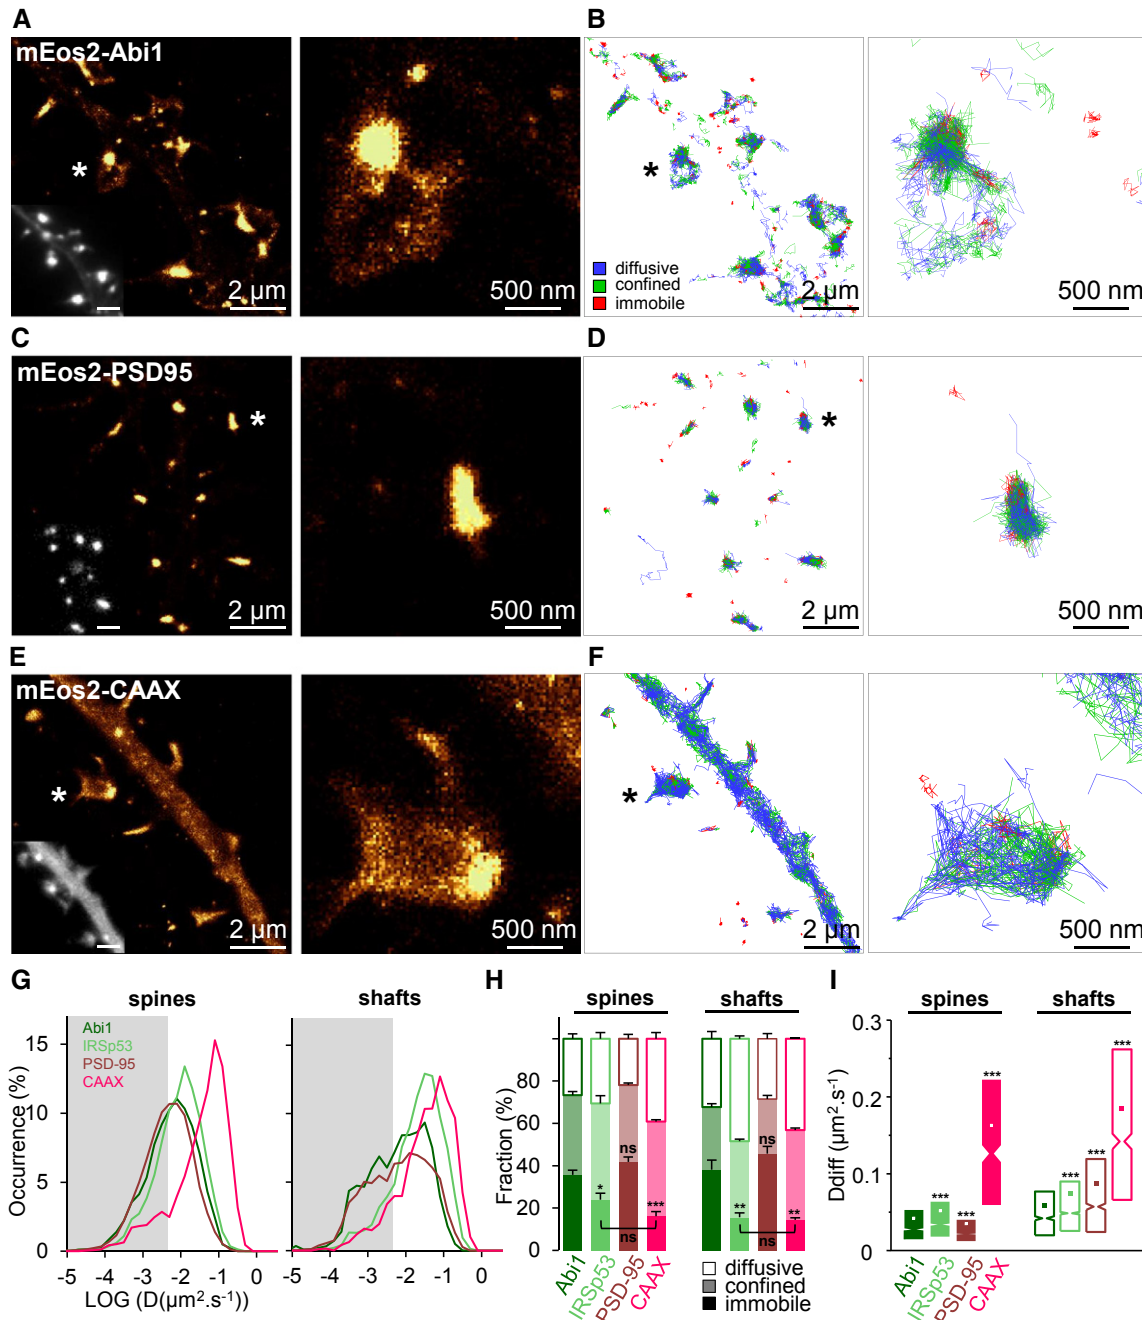 A
B
mEos2-Abi1
*
2 µm
500 nm
*
diffusive
confined
immobile
2 µm
500 nm
C
D
mEos2-PSD95
*
2 µm
500 nm
*
2 µm
500 nm
E
F
mEos2-CAAX
*
2 µm
500 nm
*
2 µm
500 nm
G
spines
shafts
Abi1
IRSp53
PSD-95
CAAX
Occurrence (%)
15
10
5
0
-5 -4 -3 -2 -1 0
-5 -4 -3 -2 -1 0
LOG (D(µm².s⁻¹))
H
spines
shafts
Fraction (%)
80
60
40
20
0
* ns ***
** ns **
ns
ns
Abi1
IRSp53
PSD-95
CAAX
diffusive
confined
immobile
I
spines
shafts
Ddiff (µm².s⁻¹)
0.3
0.2
0.1
0
*** *** ***
*** *** ***
Abi1
IRSp53
PSD-95
CAAX